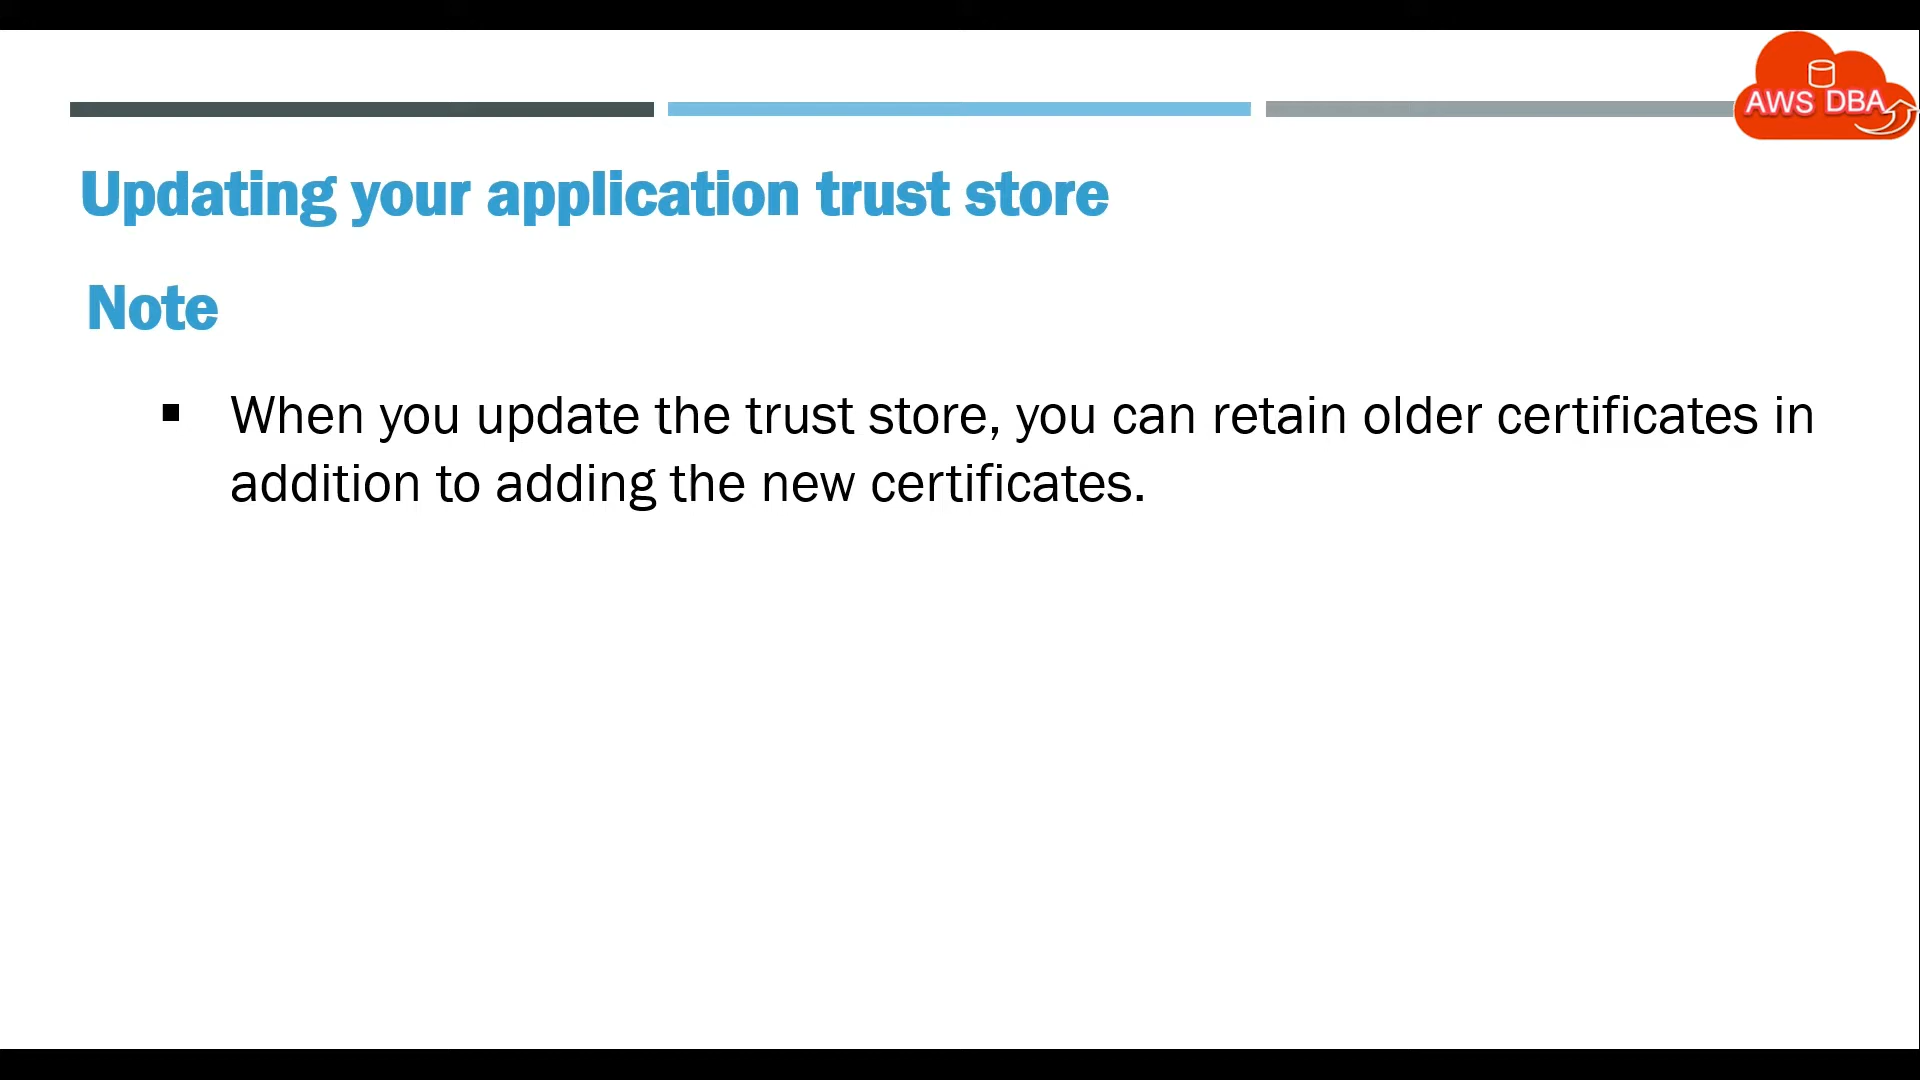 AWS DBA
Updating your application trust store
Note
▪ When you update the trust store, you can retain older certificates in
addition to adding the new certificates.